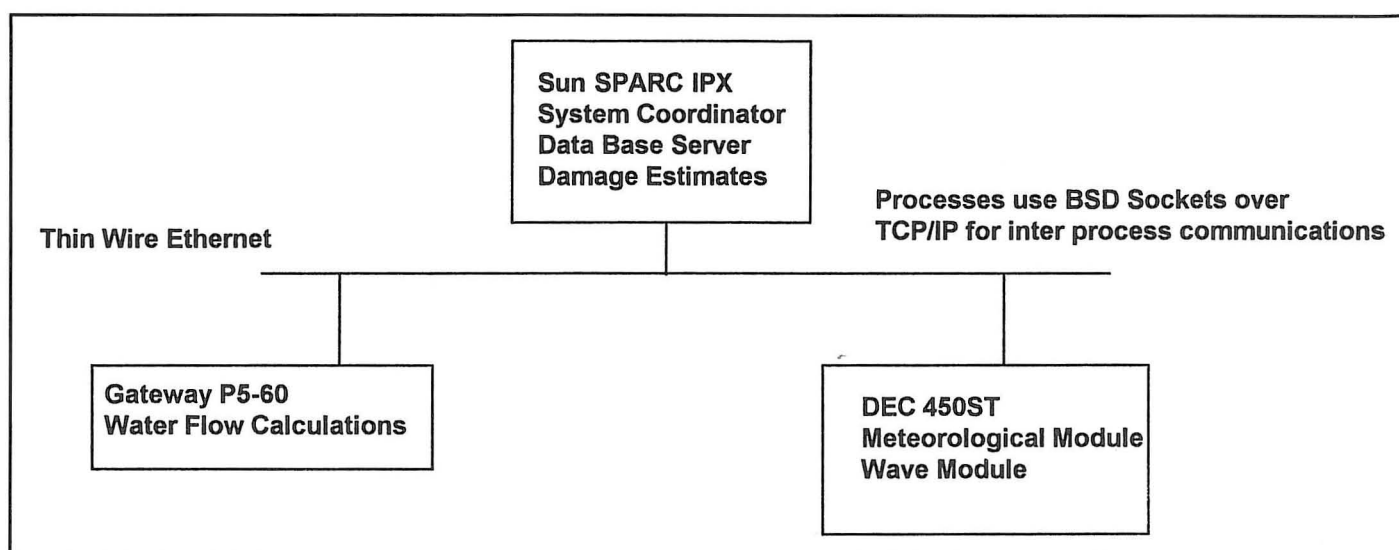 Sun SPARC IPX
System Coordinator
Data Base Server
Damage Estimates
Thin Wire Ethernet
Processes use BSD Sockets over
TCP/IP for inter process communications
Gateway P5-60
Water Flow Calculations
DEC 450ST
Meteorological Module
Wave Module